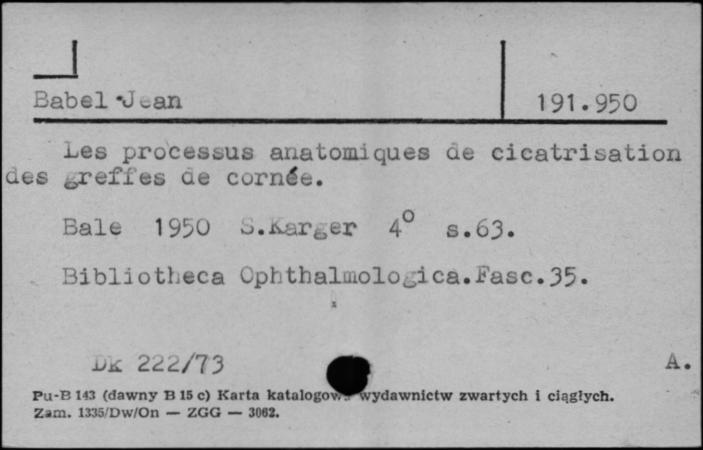 Babel Jean 191.950
Les processus anatomiques de cicatrisation
des greffes de cornée.
Bale 1950 S.Karger 4° s.63.
Bibliotheca Ophthalmologica.Fasc.35.
Dk 222/73 A.
Pu-B 143 (dawny B 15 c) Karta katalogowa wydawnictw zwartych i ciągłych.
Zam. 1335/Dw/On — ZGG — 3062.